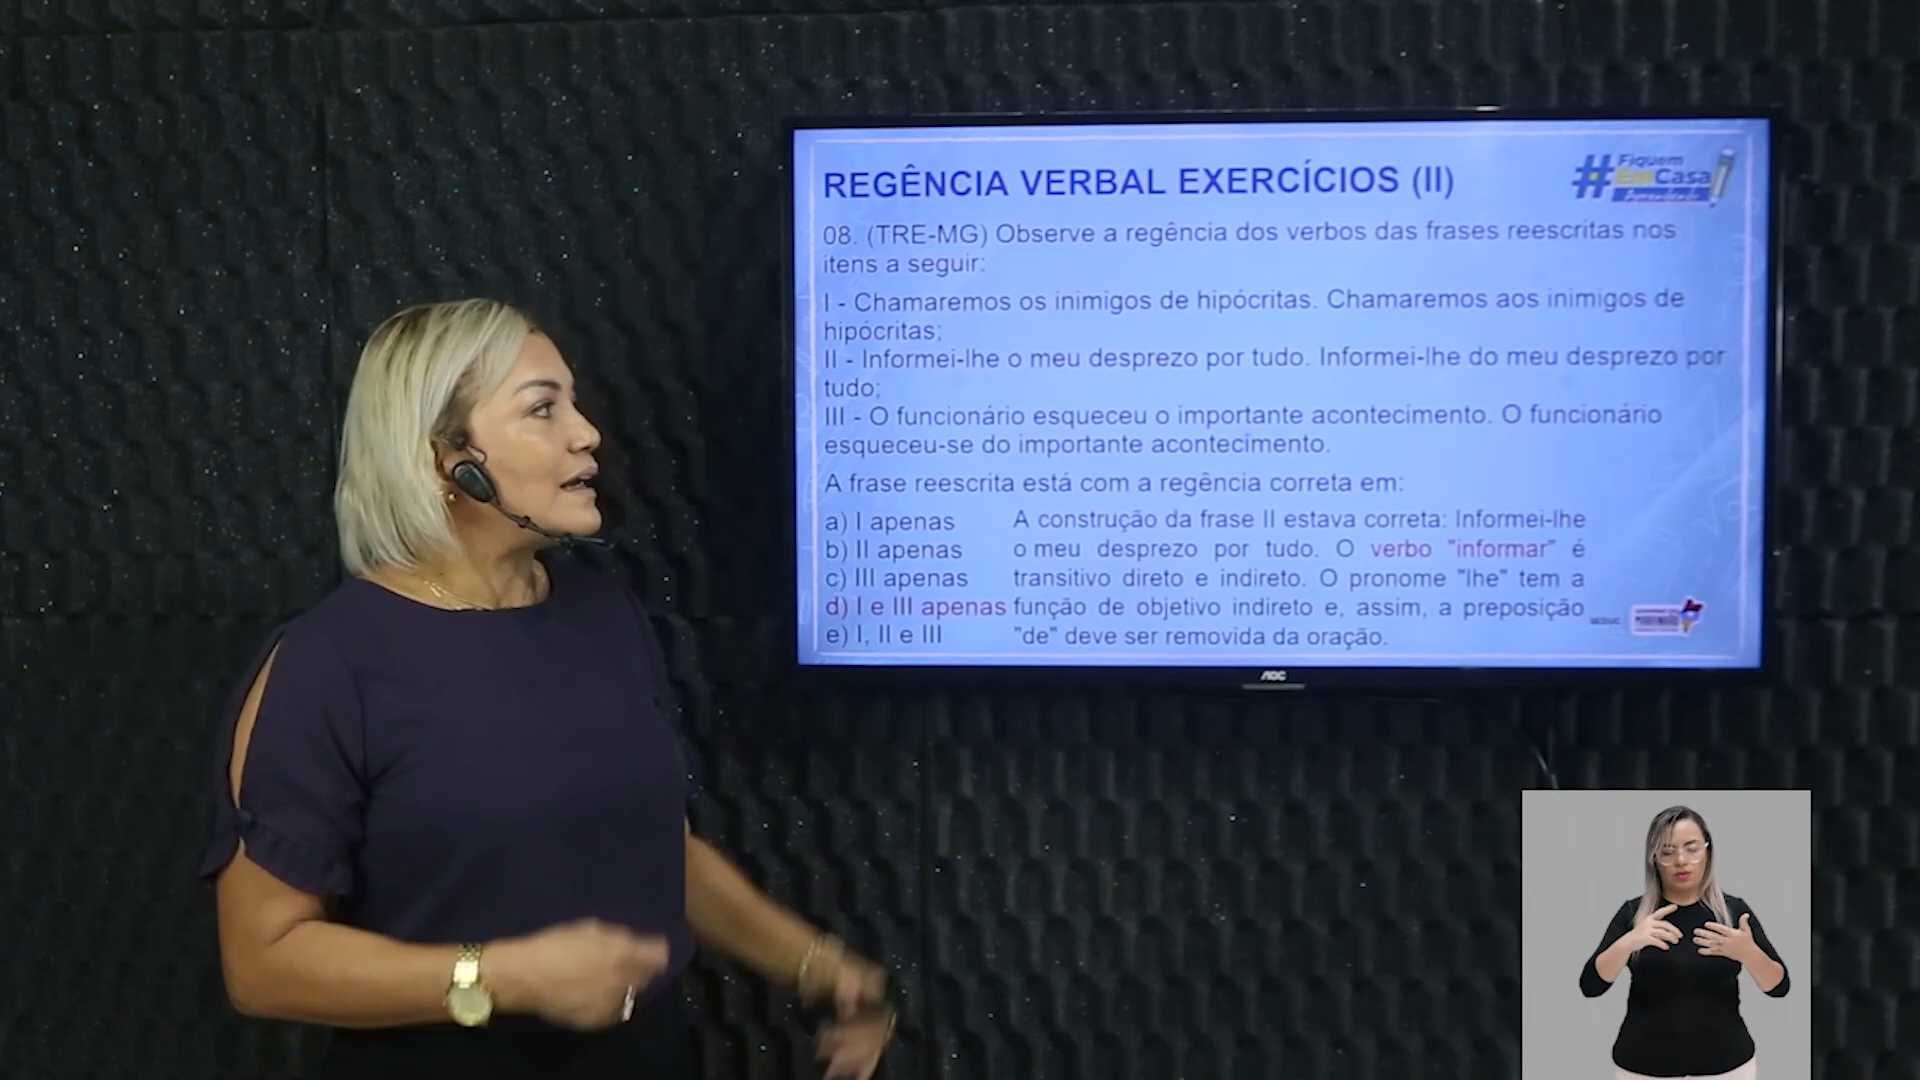 REGÊNCIA VERBAL EXERCÍCIOS (II)
#Fiquem
EmCasa
08. (TRE-MG) Observe a regência dos verbos das frases reescritas nos
itens a seguir:
I - Chamaremos os inimigos de hipócritas. Chamaremos aos inimigos de
hipócritas;
II - Informei-lhe o meu desprezo por tudo. Informei-lhe do meu desprezo por
tudo;
III - O funcionário esqueceu o importante acontecimento. O funcionário
esqueceu-se do importante acontecimento.
A frase reescrita está com a regência correta em:
a) I apenas
b) II apenas
c) III apenas
d) I e III apenas
e) I, II e III
A construção da frase II estava correta: Informei-lhe
o meu desprezo por tudo. O verbo "informar" é
transitivo direto e indireto. O pronome "lhe" tem a
função de objetivo indireto e, assim, a preposição
"de" deve ser removida da oração.
SEDUC
AOC